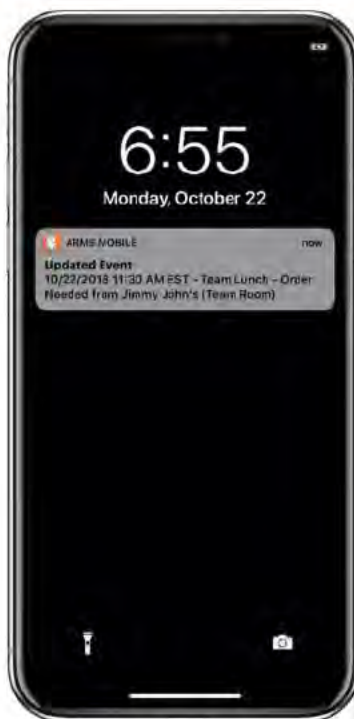 6:55
Monday, October 22
ARMS MOBILE now
Updated Event
10/22/2018 11:30 AM EST - Team Lunch - Order
Needed from Jimmy John's (Team Room)